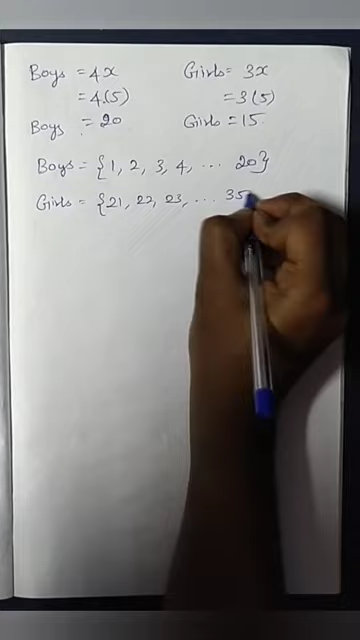 Boys = 4x Girls = 3x
= 4.(5) = 3(5)
Boys = 20 Girls = 15.
Boys = {1, 2, 3, 4, ... 20}
Girls = {21, 22, 23, ... 35